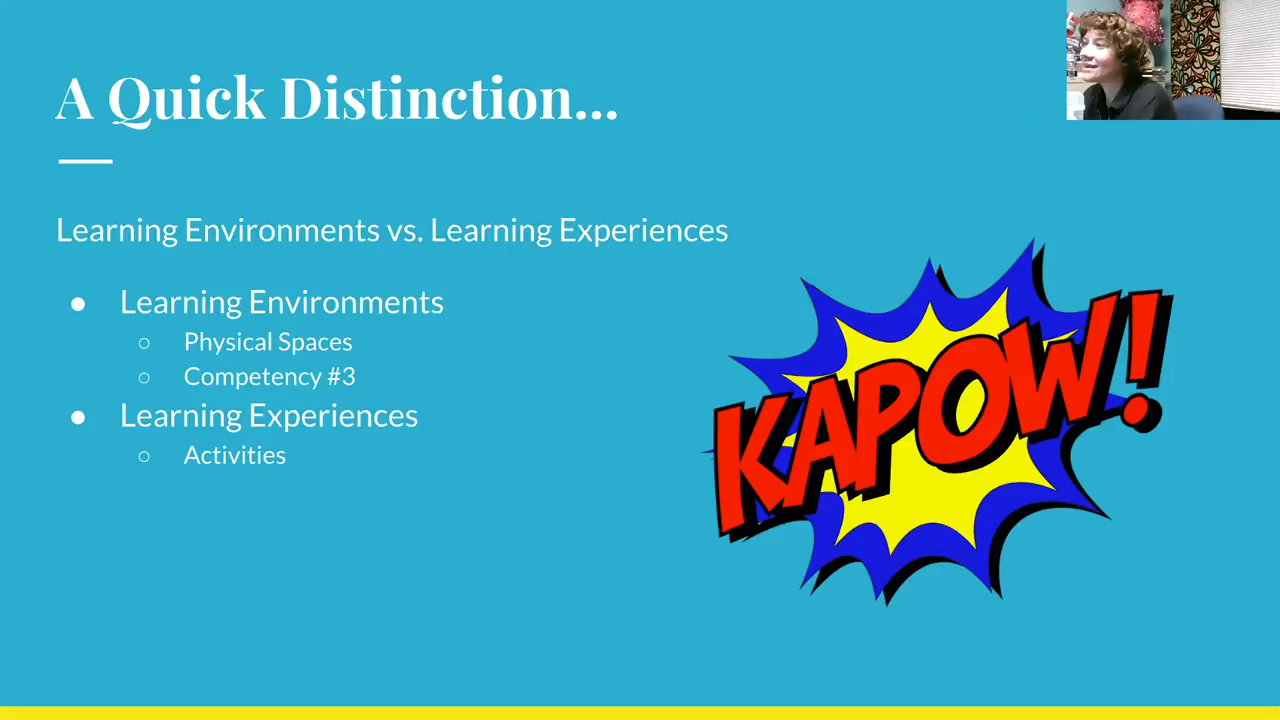 A Quick Distinction...
Learning Environments vs. Learning Experiences
● Learning Environments
○ Physical Spaces
○ Competency #3
● Learning Experiences
○ Activities
KAPOW!